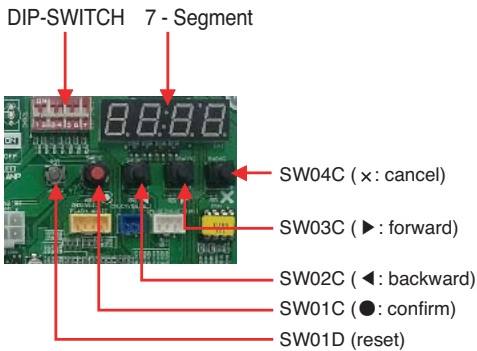 DIP-SWITCH 7 - Segment
SW04C ( × : cancel)
SW03C ( ▶ : forward)
SW02C ( ◀ : backward)
SW01C ( ● : confirm)
SW01D (reset)